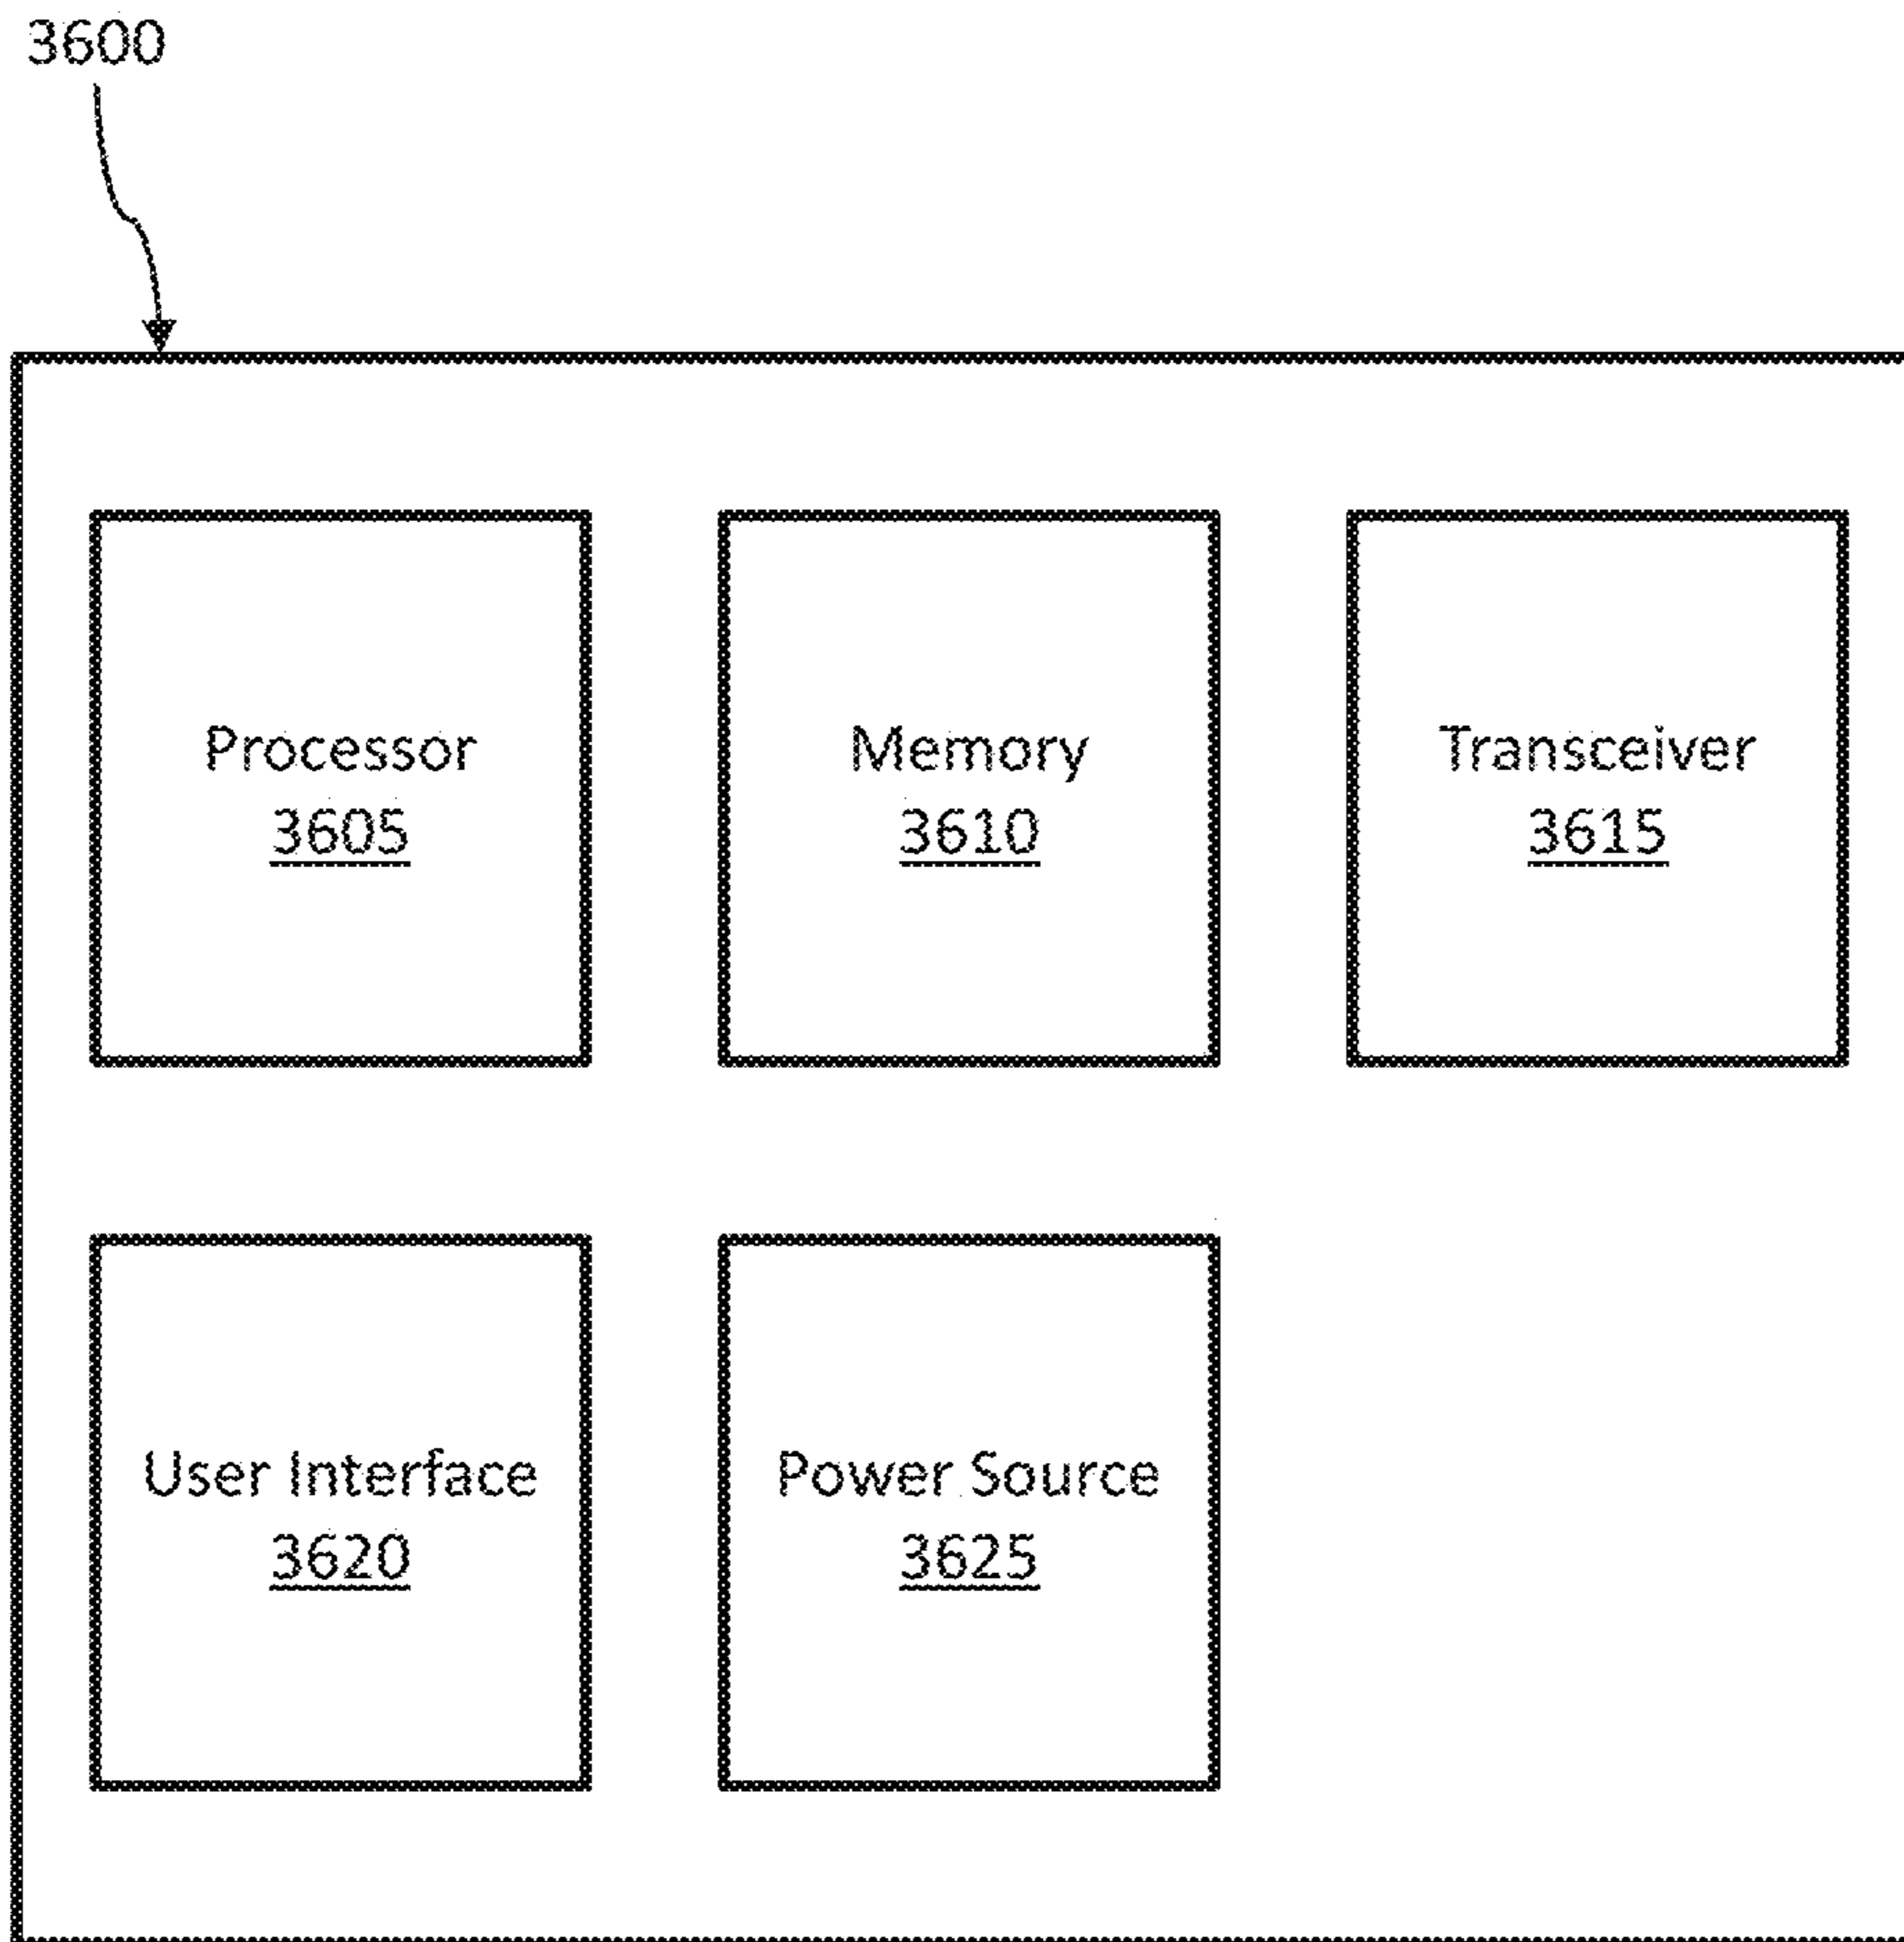 3600
Processor
3605
Memory
3610
Transceiver
3615
User Interface
3620
Power Source
3625